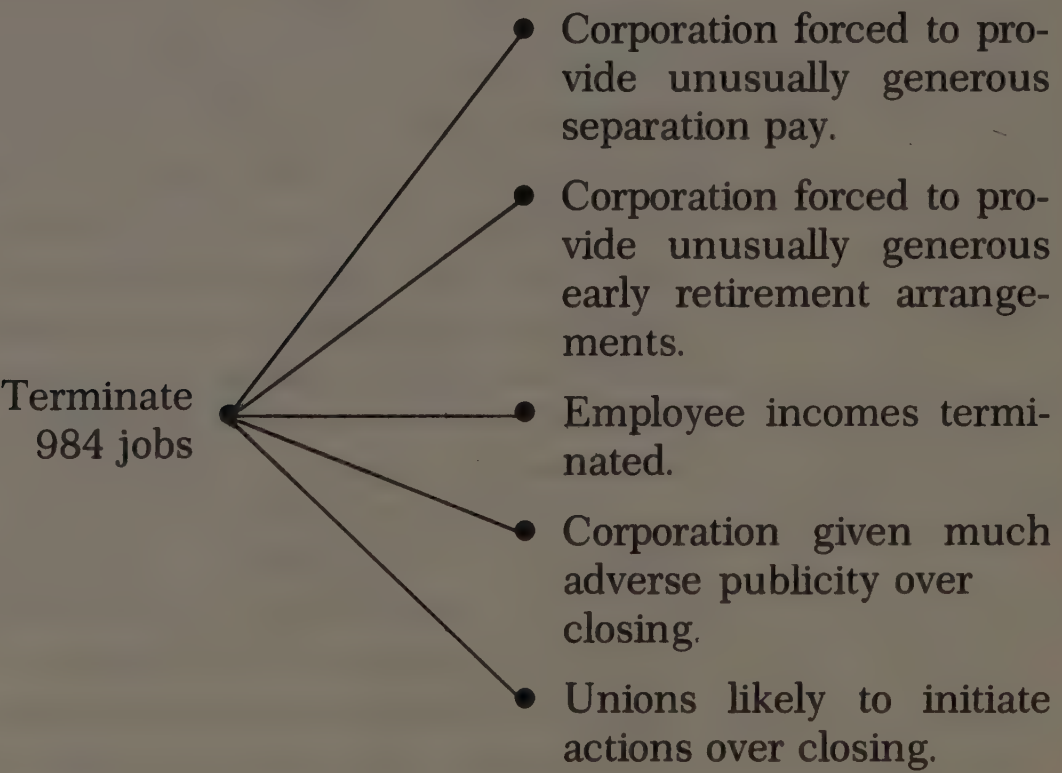 Corporation forced to pro-
vide unusually generous
separation pay.
Corporation forced to pro-
vide unusually generous
early retirement arrange-
ments.
Terminate
984 jobs
Employee incomes termi-
nated.
Corporation given much
adverse publicity over
closing.
Unions likely to initiate
actions over closing.